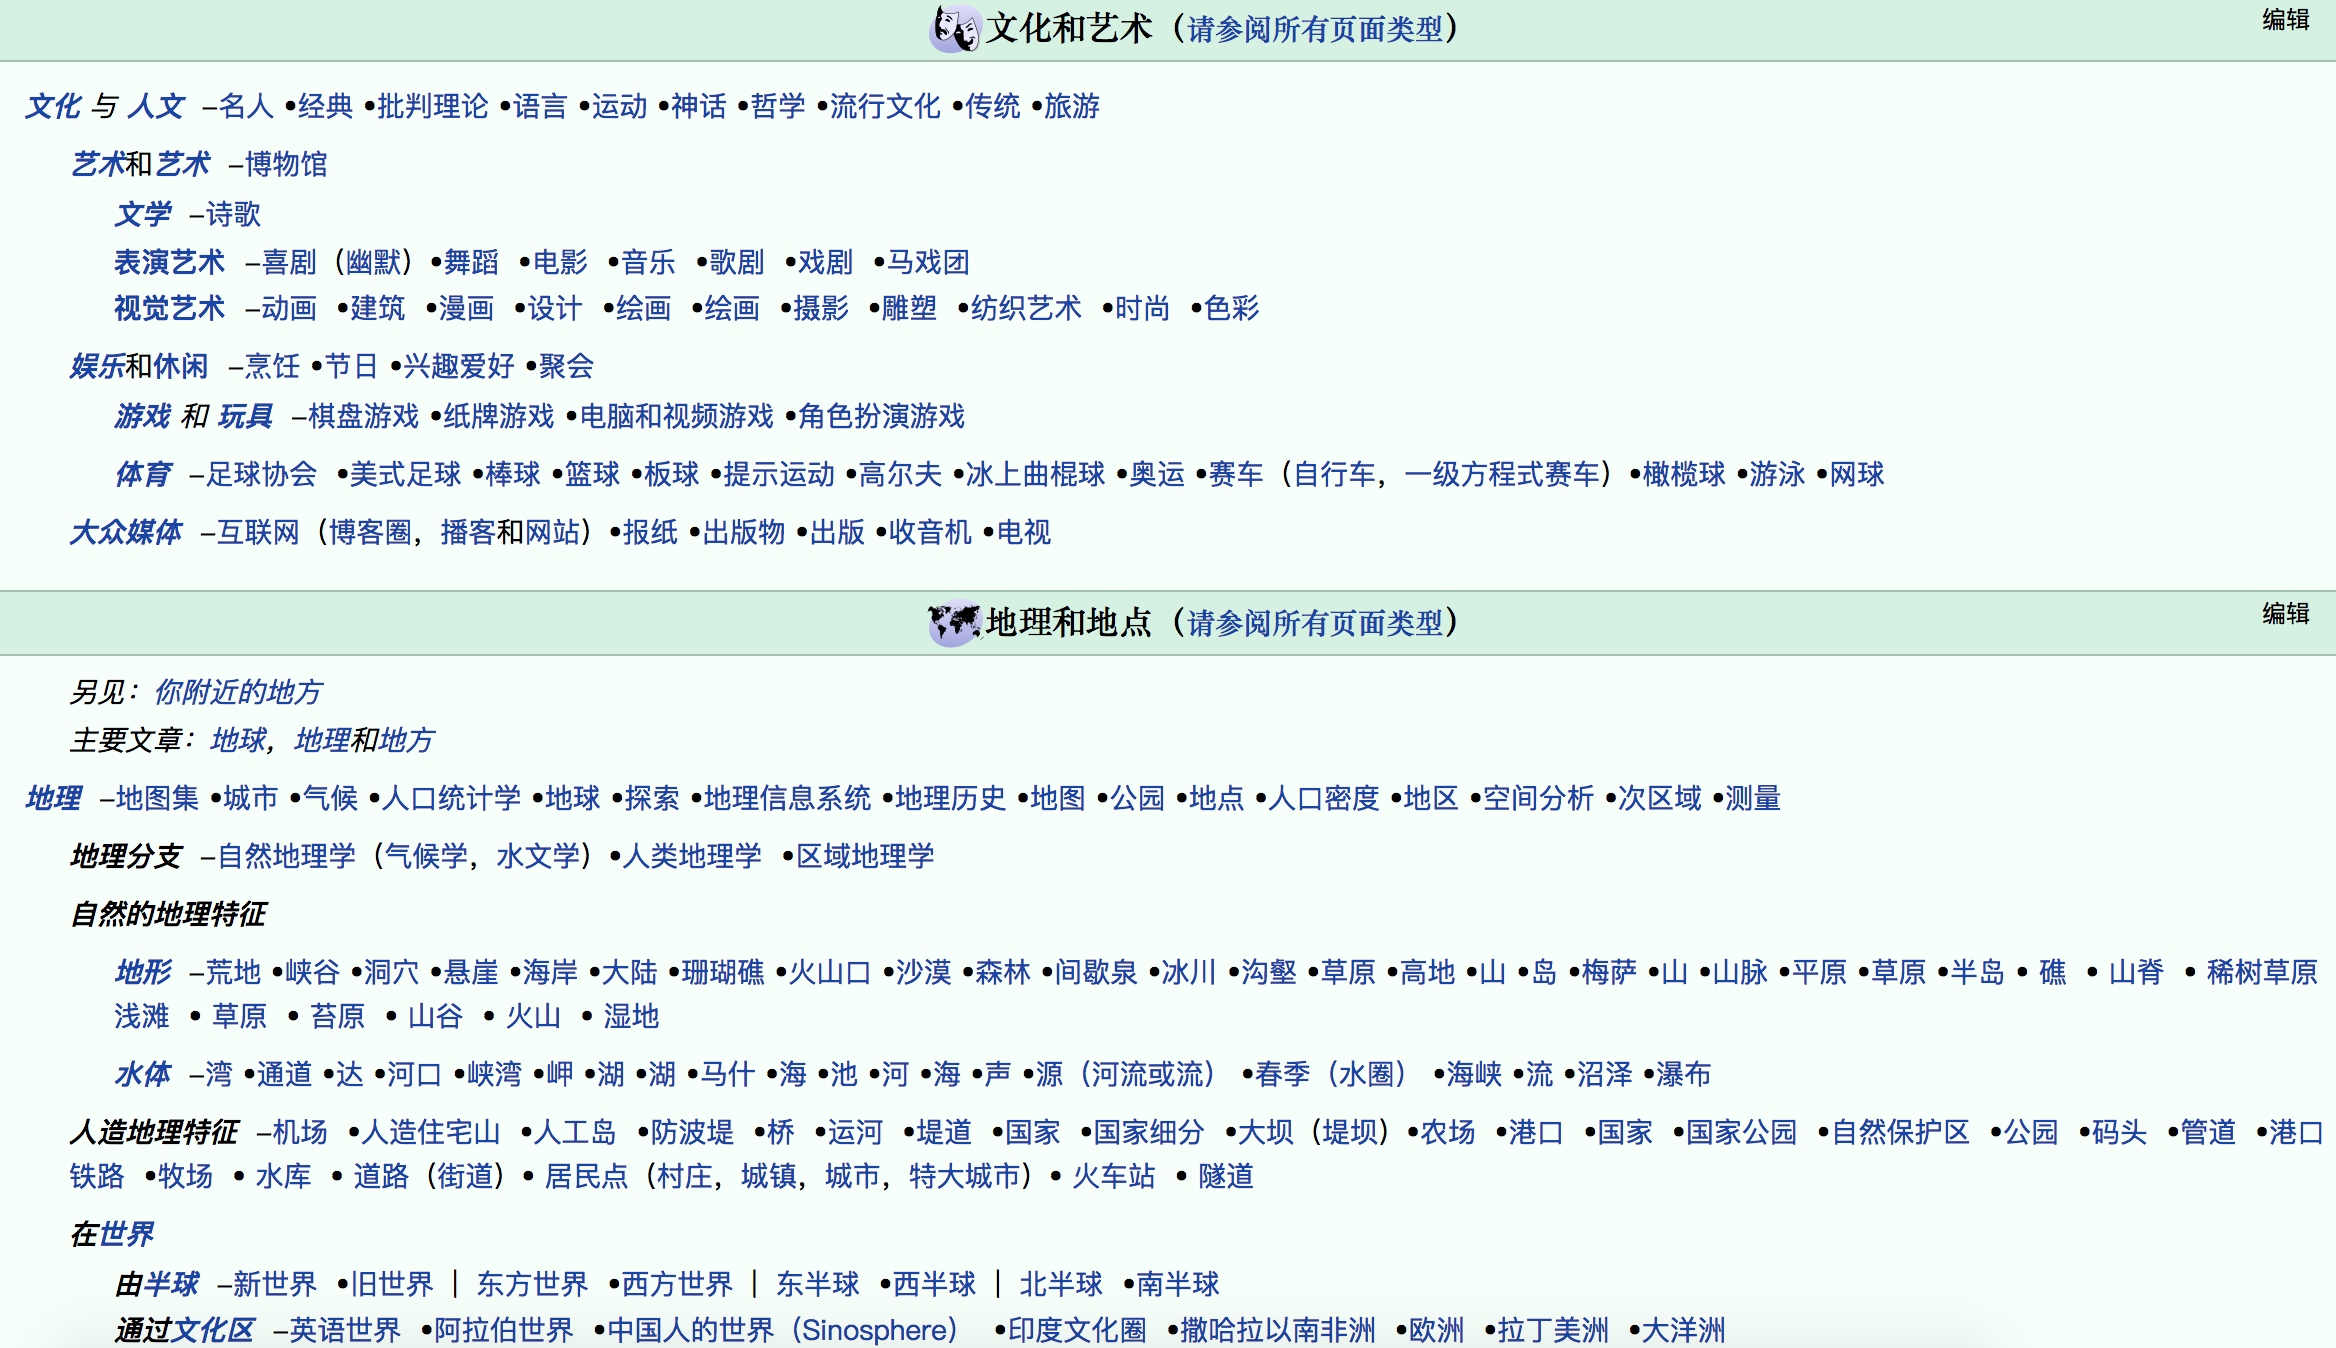 文化和艺术（请参阅所有页面类型）
编辑
文化 与 人文 –名人 •经典 •批判理论 •语言 •运动 •神话 •哲学 •流行文化 •传统 •旅游
艺术和艺术 –博物馆
文学 –诗歌
表演艺术 –喜剧（幽默）•舞蹈 •电影 •音乐 •歌剧 •戏剧 •马戏团
视觉艺术 –动画 •建筑 •漫画 •设计 •绘画 •绘画 •摄影 •雕塑 •纺织艺术 •时尚 •色彩
娱乐和休闲 –烹饪 •节日 •兴趣爱好 •聚会
游戏 和 玩具 –棋盘游戏 •纸牌游戏 •电脑和视频游戏 •角色扮演游戏
体育 –足球协会 •美式足球 •棒球 •篮球 •板球 •提示运动 •高尔夫 •冰上曲棍球 •奥运 •赛车（自行车，一级方程式赛车）•橄榄球 •游泳 •网球
大众媒体 –互联网（博客圈，播客和网站）•报纸 •出版物 •出版 •收音机 •电视
地理和地点（请参阅所有页面类型）
编辑
另见：你附近的地方
主要文章：地球，地理和地方
地理 –地图集 •城市 •气候 •人口统计学 •地球 •探索 •地理信息系统 •地理历史 •地图 •公园 •地点 •人口密度 •地区 •空间分析 •次区域 •测量
地理分支 –自然地理学（气候学，水文学）•人类地理学 •区域地理学
自然的地理特征
地形 –荒地 •峡谷 •洞穴 •悬崖 •海岸 •大陆 •珊瑚礁 •火山口 •沙漠 •森林 •间歇泉 •冰川 •沟壑 •草原 •高地 •山 •岛 •梅萨 •山 •山脉 •平原 •草原 •半岛 • 礁 • 山脊 • 稀树草原
浅滩 • 草原 • 苔原 • 山谷 • 火山 • 湿地
水体 –湾 •通道 •达 •河口 •峡湾 •岬 •湖 •湖 •马什 •海 •池 •河 •海 •声 •源（河流或流） •春季（水圈） •海峡 •流 •沼泽 •瀑布
人造地理特征 –机场 •人造住宅山 •人工岛 •防波堤 •桥 •运河 •堤道 •国家 •国家细分 •大坝（堤坝）•农场 •港口 •国家 •国家公园 •自然保护区 •公园 •码头 •管道 •港口
铁路 •牧场 • 水库 • 道路（街道）• 居民点（村庄，城镇，城市，特大城市）• 火车站 • 隧道
在世界
由半球 –新世界 •旧世界 | 东方世界 •西方世界 | 东半球 •西半球 | 北半球 •南半球
通过文化区 –英语世界 •阿拉伯世界 •中国人的世界（Sinosphere） •印度文化圈 •撒哈拉以南非洲 •欧洲 •拉丁美洲 •大洋洲